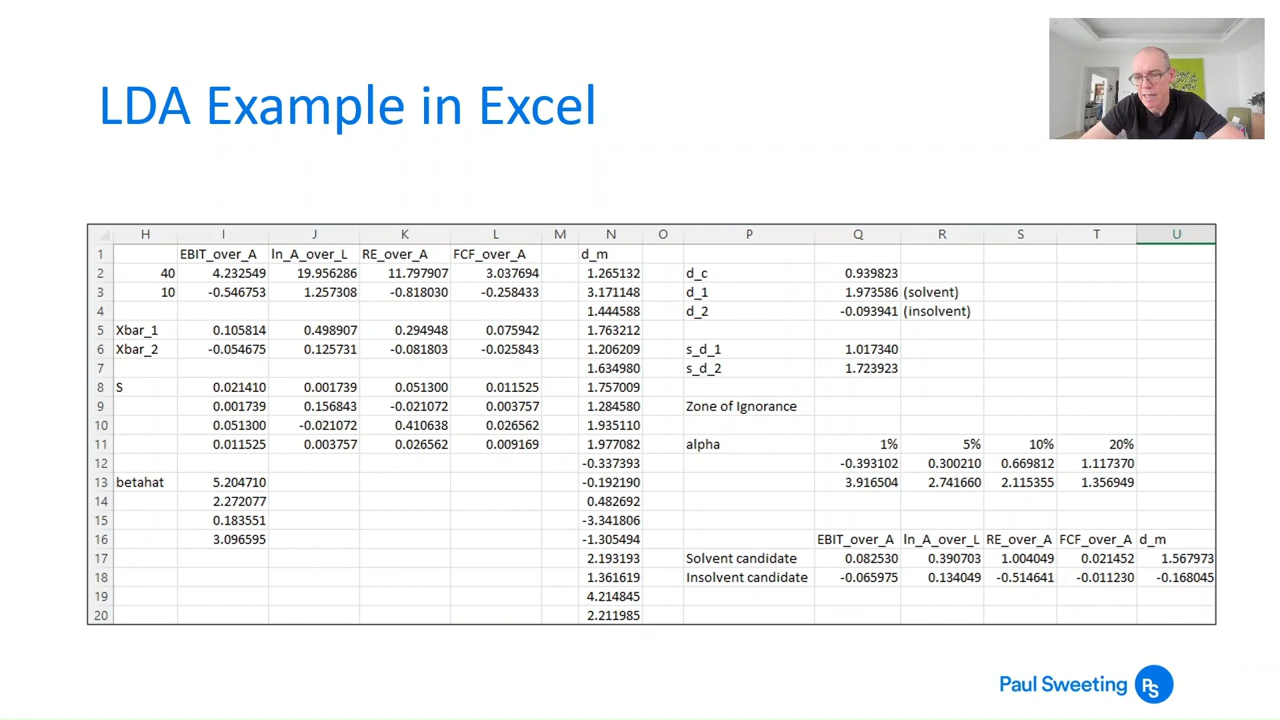 LDA Example in Excel
H I J K L M N O P Q R S T U
1 EBIT_over_A ln_A_over_L RE_over_A FCF_over_A d_m
2 40 4.232549 19.956286 11.797907 3.037694 1.265132 d_c 0.939823
3 10 -0.546753 1.257308 -0.818030 -0.258433 3.171148 d_1 1.973586 (solvent)
4 1.444588 d_2 -0.093941 (insolvent)
5 Xbar_1 0.105814 0.498907 0.294948 0.075942 1.763212
6 Xbar_2 -0.054675 0.125731 -0.081803 -0.025843 1.206209 s_d_1 1.017340
7 1.634980 s_d_2 1.723923
8 S 0.021410 0.001739 0.051300 0.011525 1.757009
9 0.001739 0.156843 -0.021072 0.003757 1.284580 Zone of Ignorance
10 0.051300 -0.021072 0.410638 0.026562 1.935110
11 0.011525 0.003757 0.026562 0.009169 1.977082 alpha 1% 5% 10% 20%
12 -0.337393 -0.393102 0.300210 0.669812 1.117370
13 betahat 5.204710 -0.192190 3.916504 2.741660 2.115355 1.356949
14 2.272077 0.482692
15 0.183551 -3.341806
16 3.096595 -1.305494 EBIT_over_A ln_A_over_L RE_over_A FCF_over_A d_m
17 2.193193 Solvent candidate 0.082530 0.390703 1.004049 0.021452 1.567973
18 1.361619 Insolvent candidate -0.065975 0.134049 -0.514641 -0.011230 -0.168045
19 4.214845
20 2.211985
Paul Sweeting PS